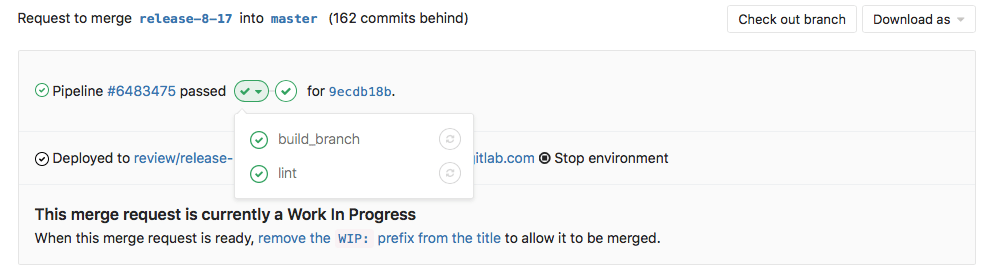 Request to merge release-8-17 into master (162 commits behind)
Check out branch
Download as
Pipeline #6483475 passed for 9ecdb18b.
build_branch
lint
Deployed to review/release- gitlab.com Stop environment
This merge request is currently a Work In Progress
When this merge request is ready, remove the WIP: prefix from the title to allow it to be merged.